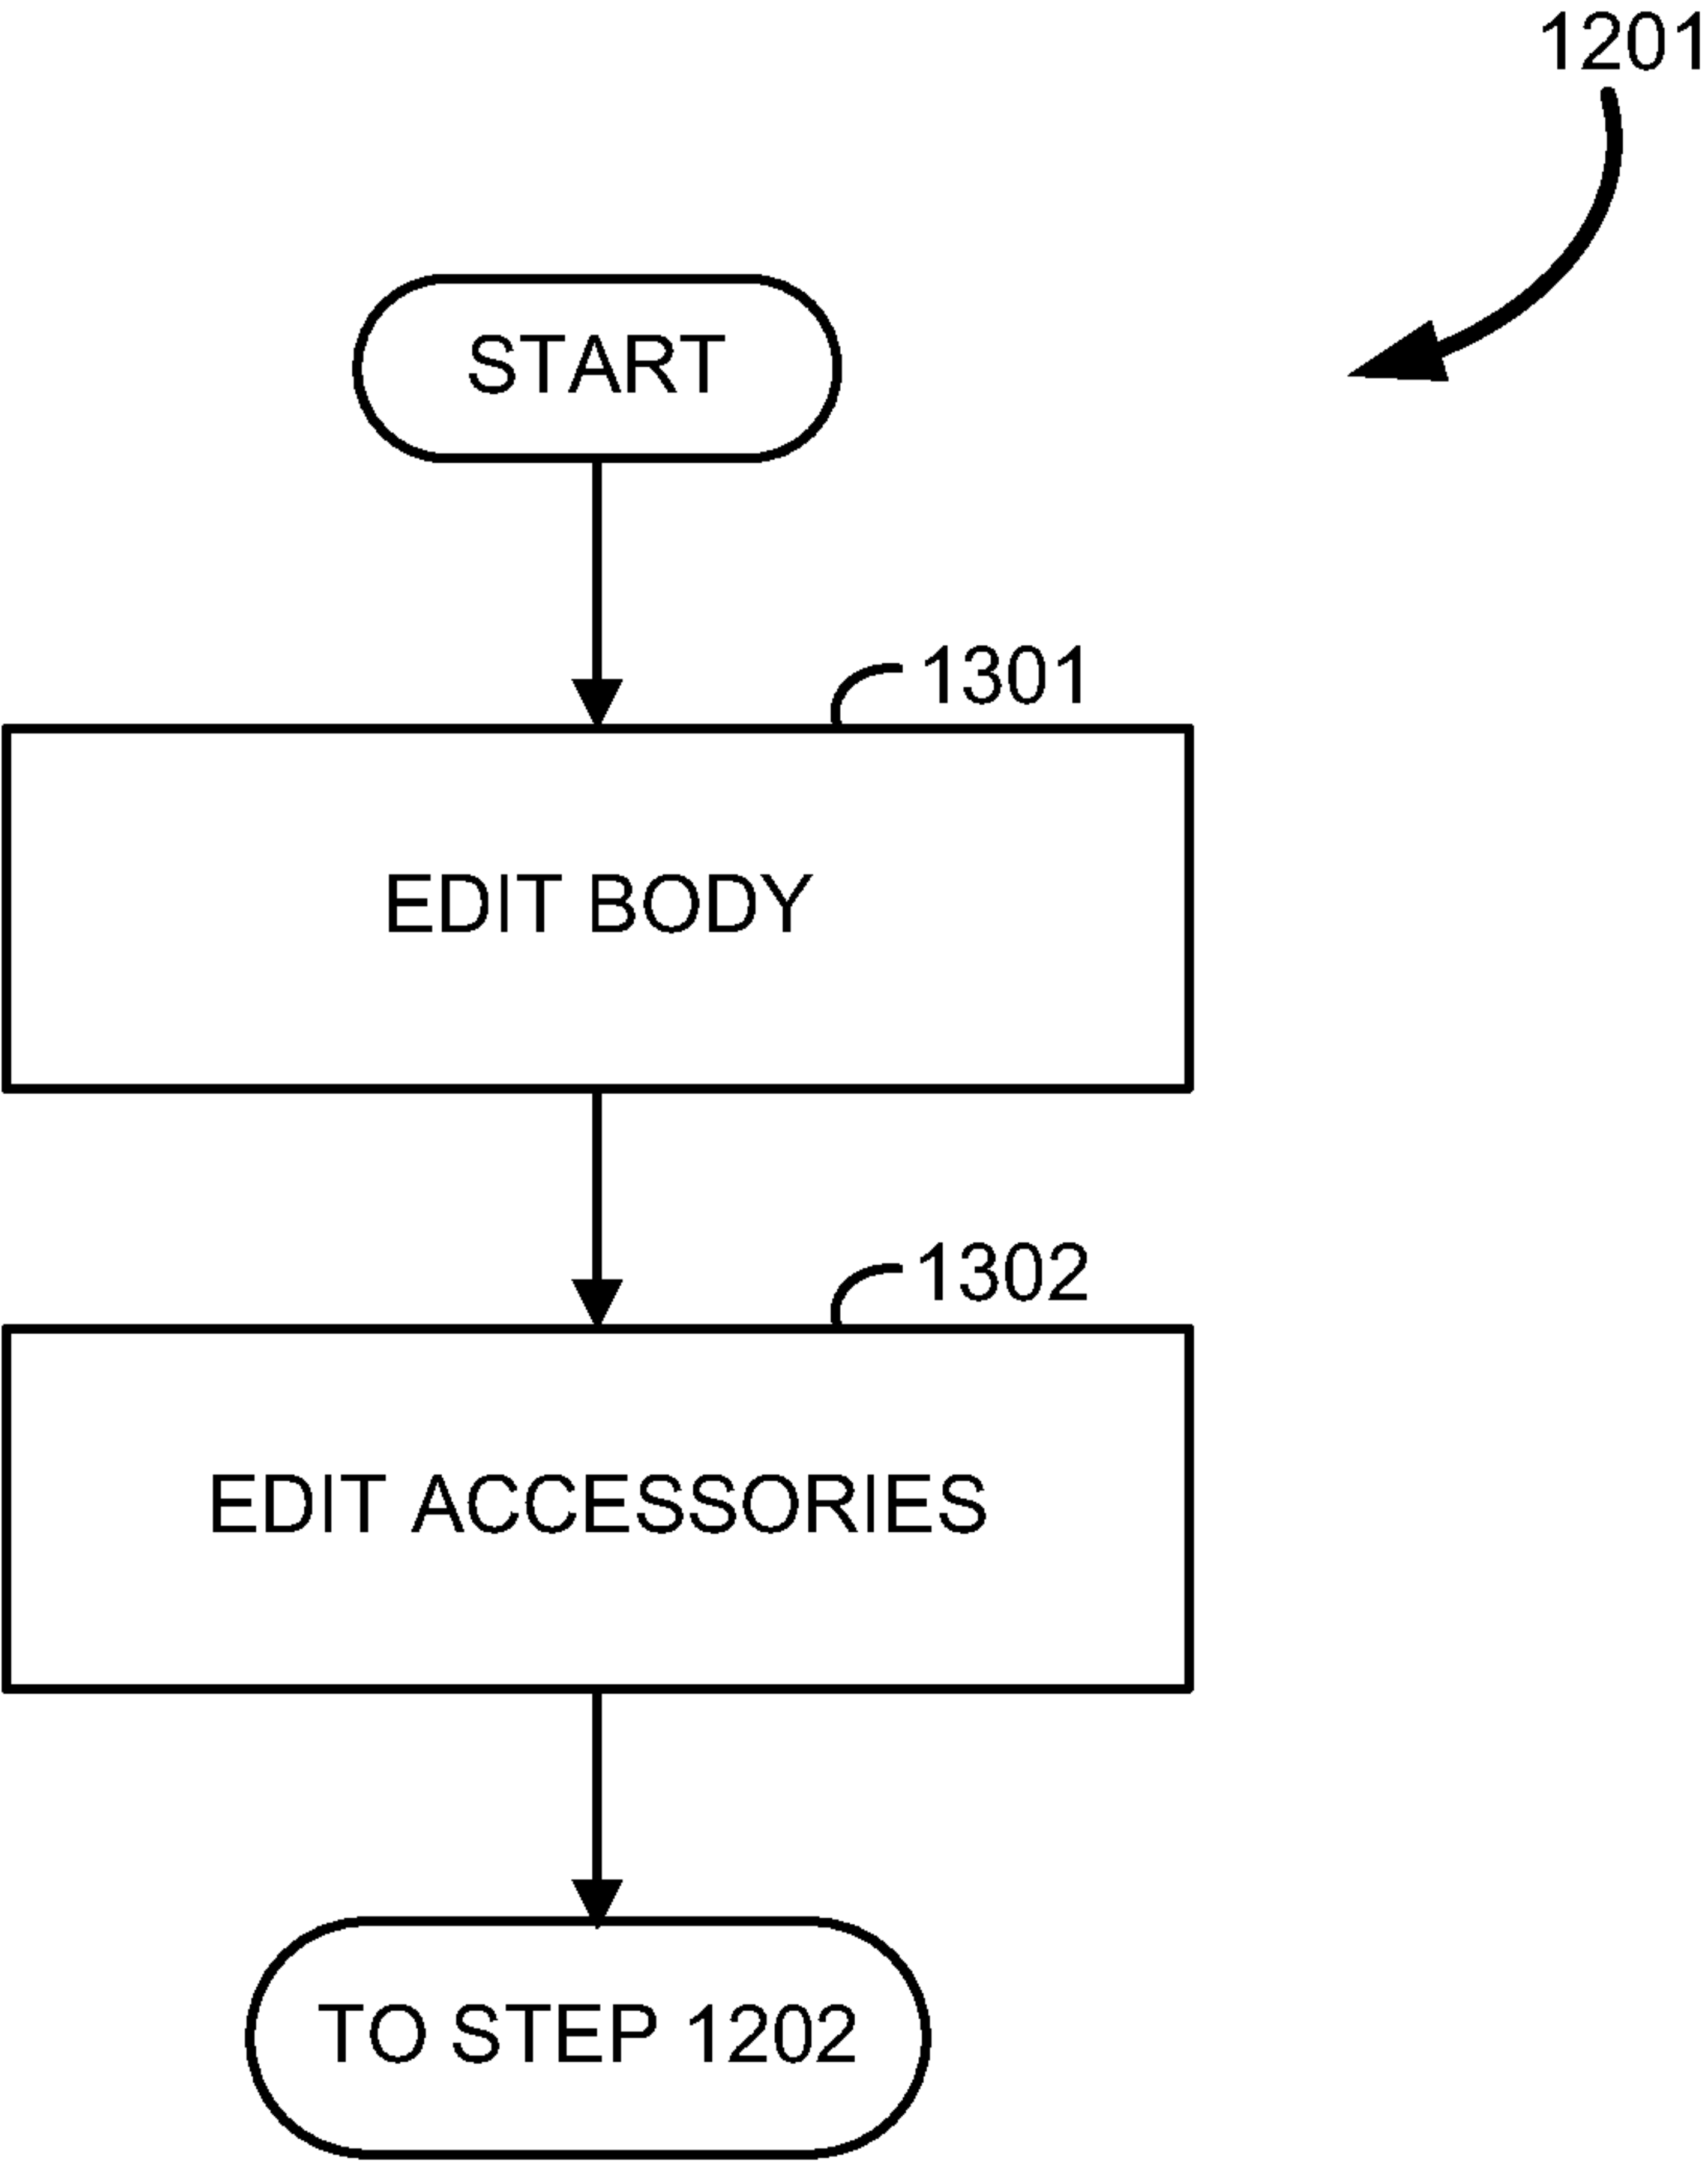 1201
START
1301
EDIT BODY
1302
EDIT ACCESSORIES
TO STEP 1202